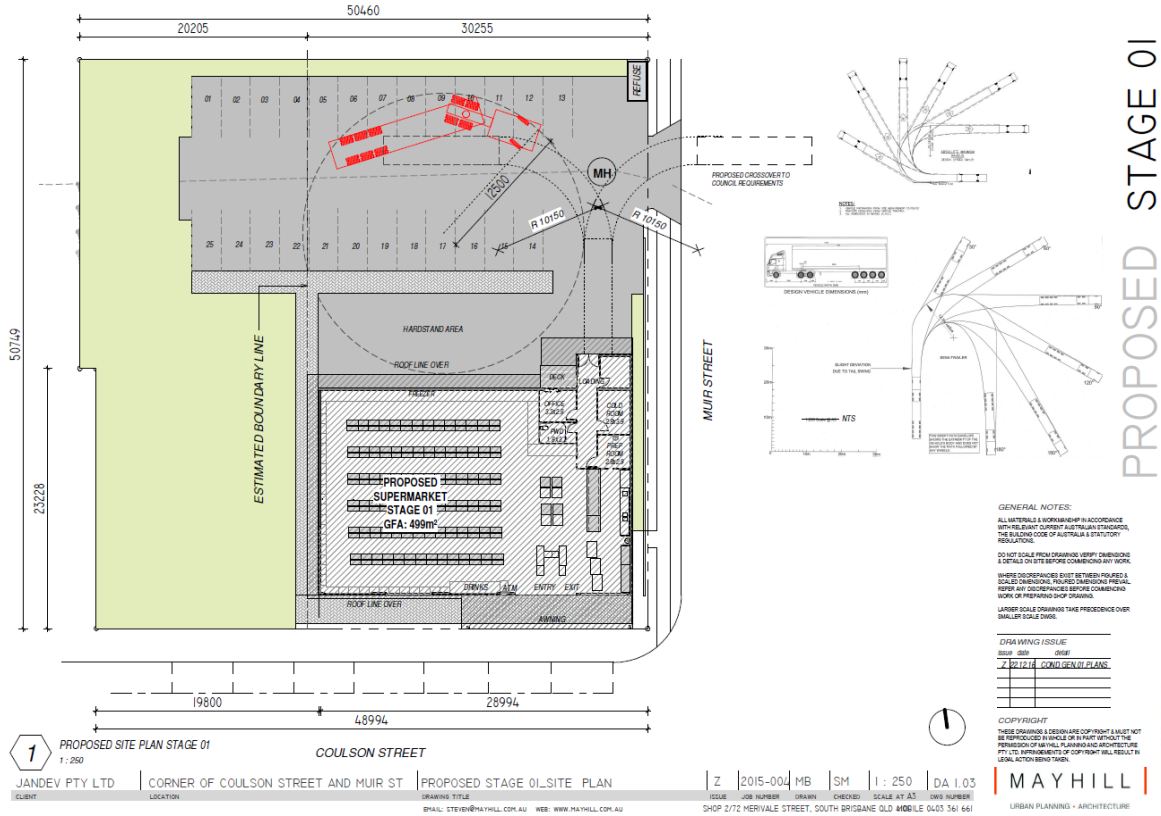 50460
20205
30255
STAGE 01
PROPOSED
REFUSE
01 02 03 04 05 06 07 08 09 10 11 12 13
MH
12500
R 10150
R 10150
PROPOSED CROSSOVER TO
COUNCIL REQUIREMENTS
NOTES:
25 24 23 22 21 20 19 18 17 16 15 14
DESIGN VEHICLE DIMENSIONS (mm)
50749
23228
ESTIMATED BOUNDARY LINE
HARDSTAND AREA
ROOF LINE OVER
FREEZER
DECK
LOADING
OFFICE
COLD
ROOM
PWD
PREP
ROOM
MUIR STREET
SLIGHT DEVIATION
DUE TO TAIL SWING
SEMI-TRAILER
NTS
120°
PROPOSED
SUPERMARKET
STAGE 01
GFA: 499m²
DRINKS
ATM
ENTRY
EXIT
ROOF LINE OVER
AWNING
GENERAL NOTES:
ALL MATERIALS & WORKMANSHIP IN ACCORDANCE
WITH RELEVANT CURRENT AUSTRALIAN STANDARDS,
THE BUILDING CODE OF AUSTRALIA & STATUTORY
REGULATIONS.
DO NOT SCALE FROM DRAWINGS VERIFY DIMENSIONS
& DETAILS ON SITE BEFORE COMMENCING ANY WORK.
WHERE DISCREPANCIES EXIST BETWEEN FIGURED &
SCALED DIMENSIONS, FIGURED DIMENSIONS PREVAIL.
REFER ANY DISCREPANCIES BEFORE COMMENCING
WORK OR PREPARING SHOP DRAWING.
LARGER SCALE DRAWINGS TAKE PRECEDENCE OVER
SMALLER SCALE DWGS.
DRAWING ISSUE
issue date detail
Z 22.12.16 COND.GEN.01.PLANS
COPYRIGHT
THESE DRAWINGS & DESIGN ARE COPYRIGHT & MUST NOT
BE REPRODUCED IN WHOLE OR IN PART WITHOUT THE
PERMISSION OF MAYHILL PLANNING AND ARCHITECTURE
PTY LTD. INFRINGEMENTS OF COPYRIGHT WILL RESULT IN
LEGAL ACTION BEING TAKEN.
19800
28994
48994
1
PROPOSED SITE PLAN STAGE 01
1 : 250
COULSON STREET
JANDEV PTY LTD
CORNER OF COULSON STREET AND MUIR ST
PROPOSED STAGE 01_SITE PLAN
Z 2015-004 MB SM 1 : 250 DA 1.03
CLIENT LOCATION DRAWING TITLE ISSUE JOB NUMBER DRAWN CHECKED SCALE AT A3 DWG NUMBER
EMAIL: STEVEN@MAYHILL.COM.AU WEB: WWW.MAYHILL.COM.AU
SHOP 2/72 MERIVALE STREET, SOUTH BRISBANE QLD MOBILE 0403 361 661
MAYHILL
URBAN PLANNING • ARCHITECTURE